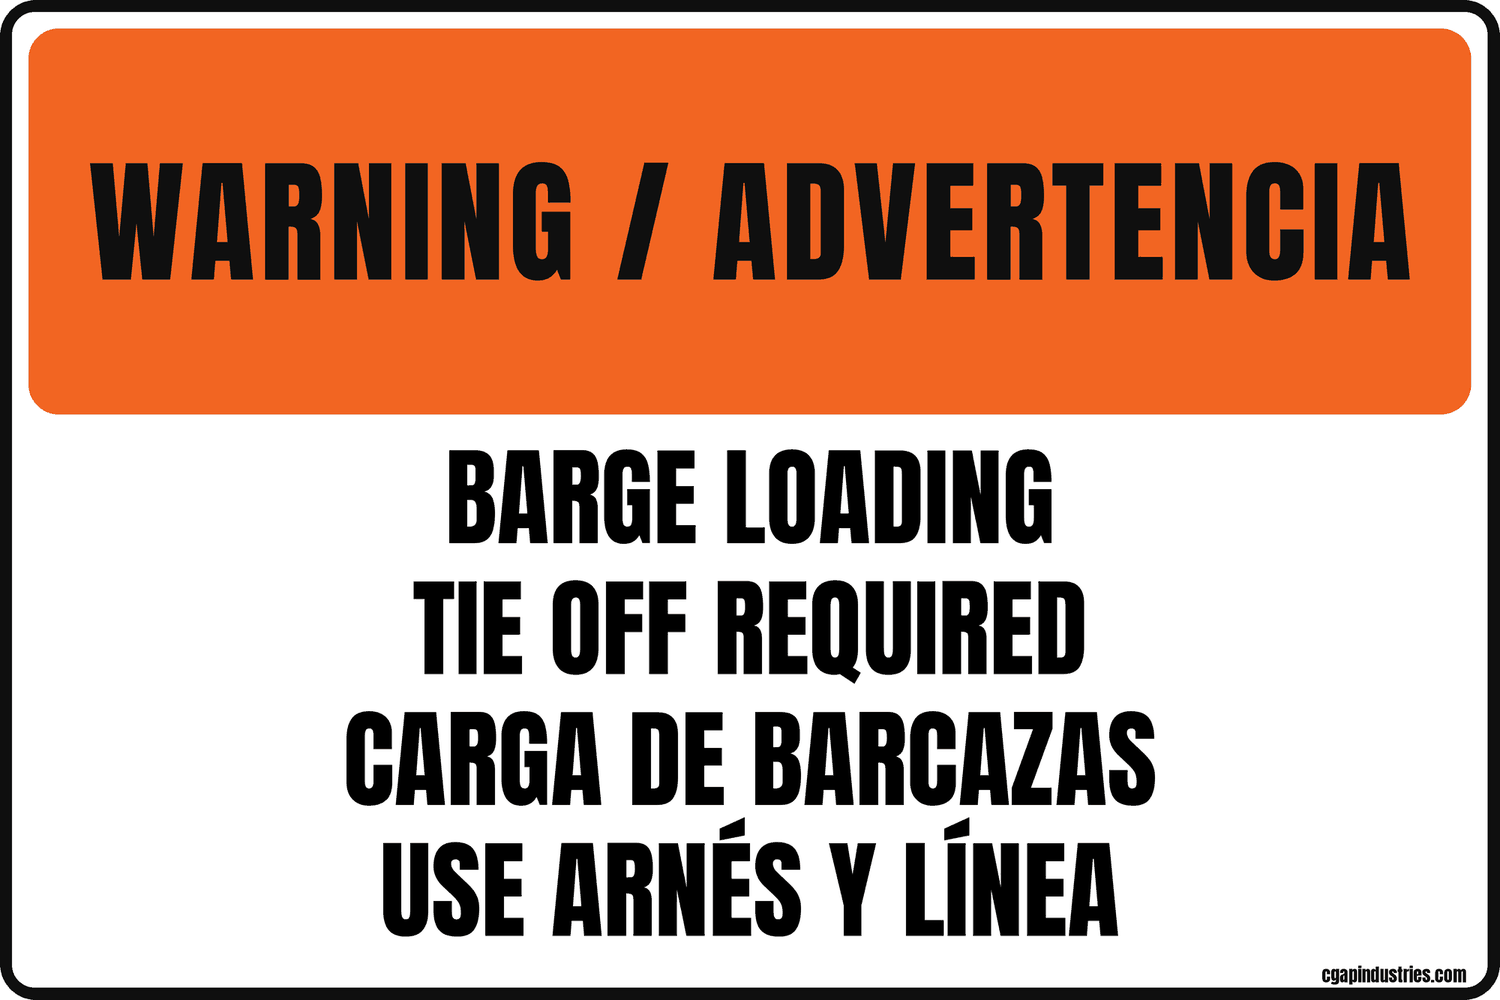 WARNING / ADVERTENCIA
BARGE LOADING
TIE OFF REQUIRED
CARGA DE BARCAZAS
USE ARNÉS Y LÍNEA
cgapindustries.com